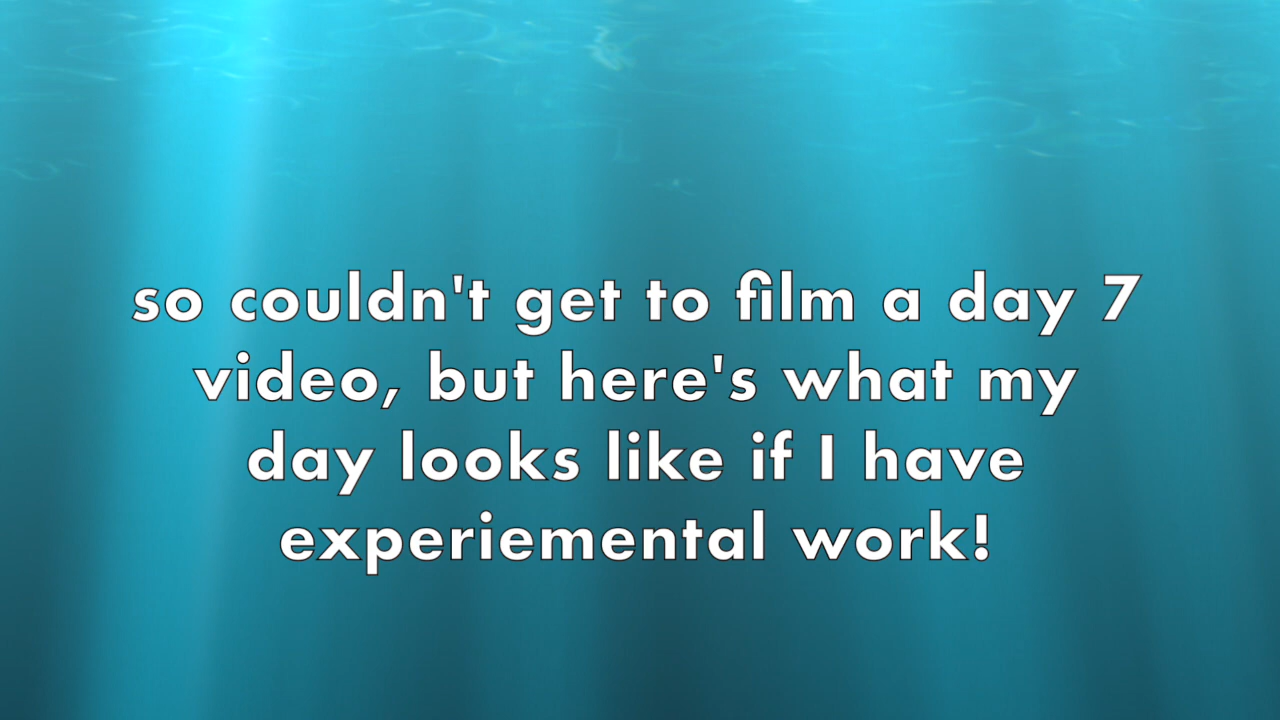 so couldn't get to film a day 7
video, but here's what my
day looks like if I have
experiemental work!